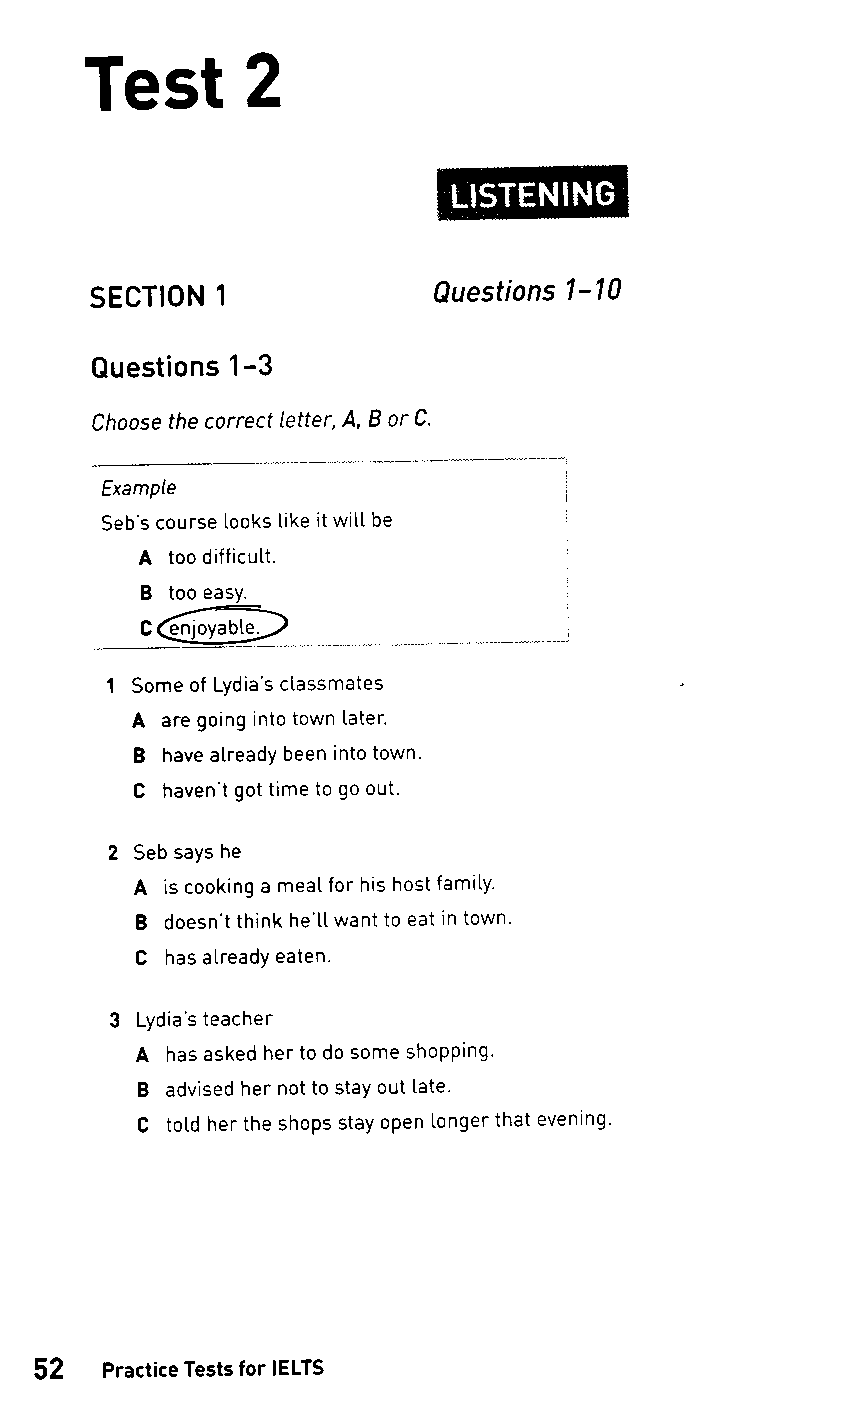 Test 2
LISTENING
SECTION 1 Questions 1-10
Questions 1-3
Choose the correct letter, A, B or C.
Example
Seb's course looks like it will be
A too difficult.
B too easy.
C enjoyable.
1 Some of Lydia's classmates
A are going into town later.
B have already been into town.
C haven't got time to go out.
2 Seb says he
A is cooking a meal for his host family.
B doesn't think he'll want to eat in town.
C has already eaten.
3 Lydia's teacher
A has asked her to do some shopping.
B advised her not to stay out late.
C told her the shops stay open longer that evening.
52 Practice Tests for IELTS